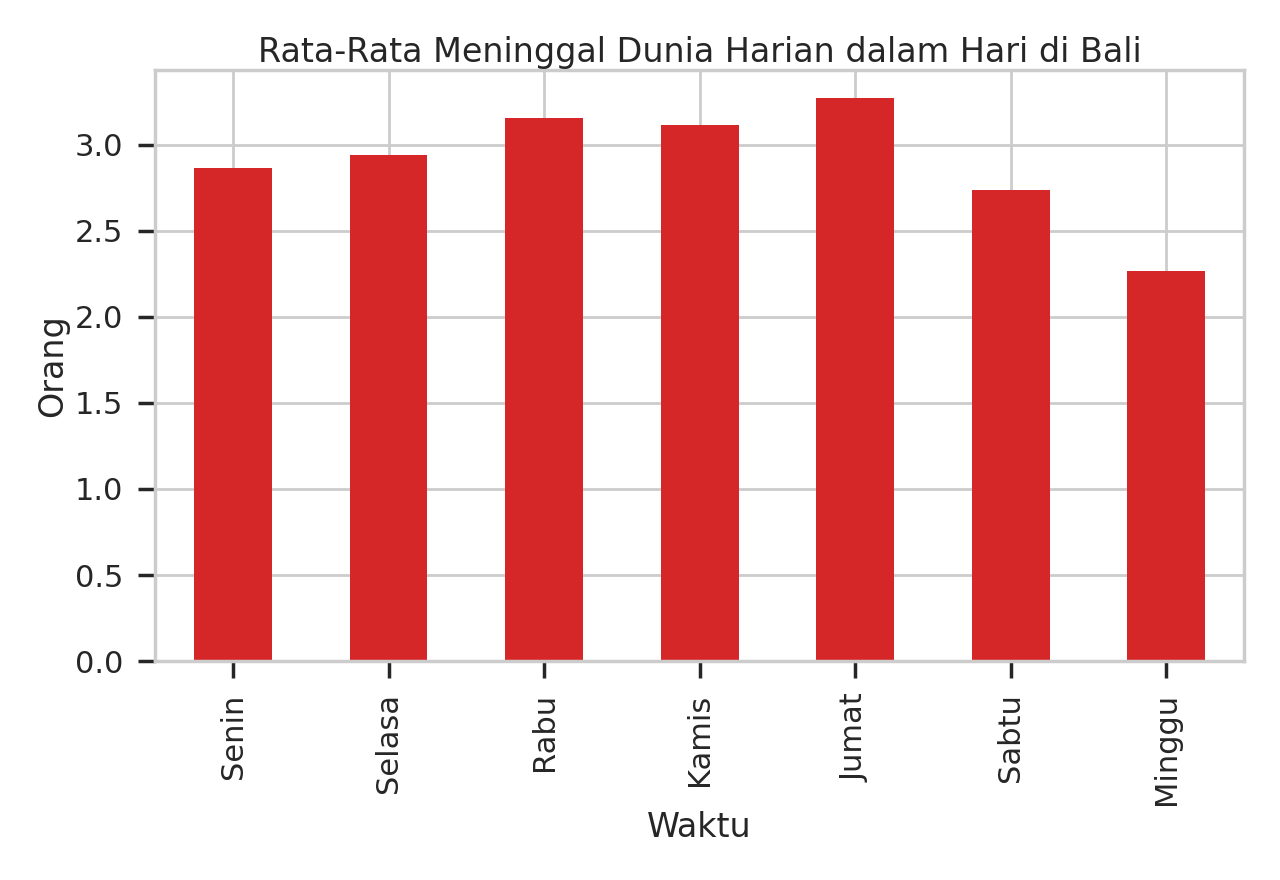 Rata-Rata Meninggal Dunia Harian dalam Hari di Bali
Orang
3.0
2.5
2.0
1.5
1.0
0.5
0.0
Senin
Selasa
Rabu
Kamis
Jumat
Sabtu
Minggu
Waktu